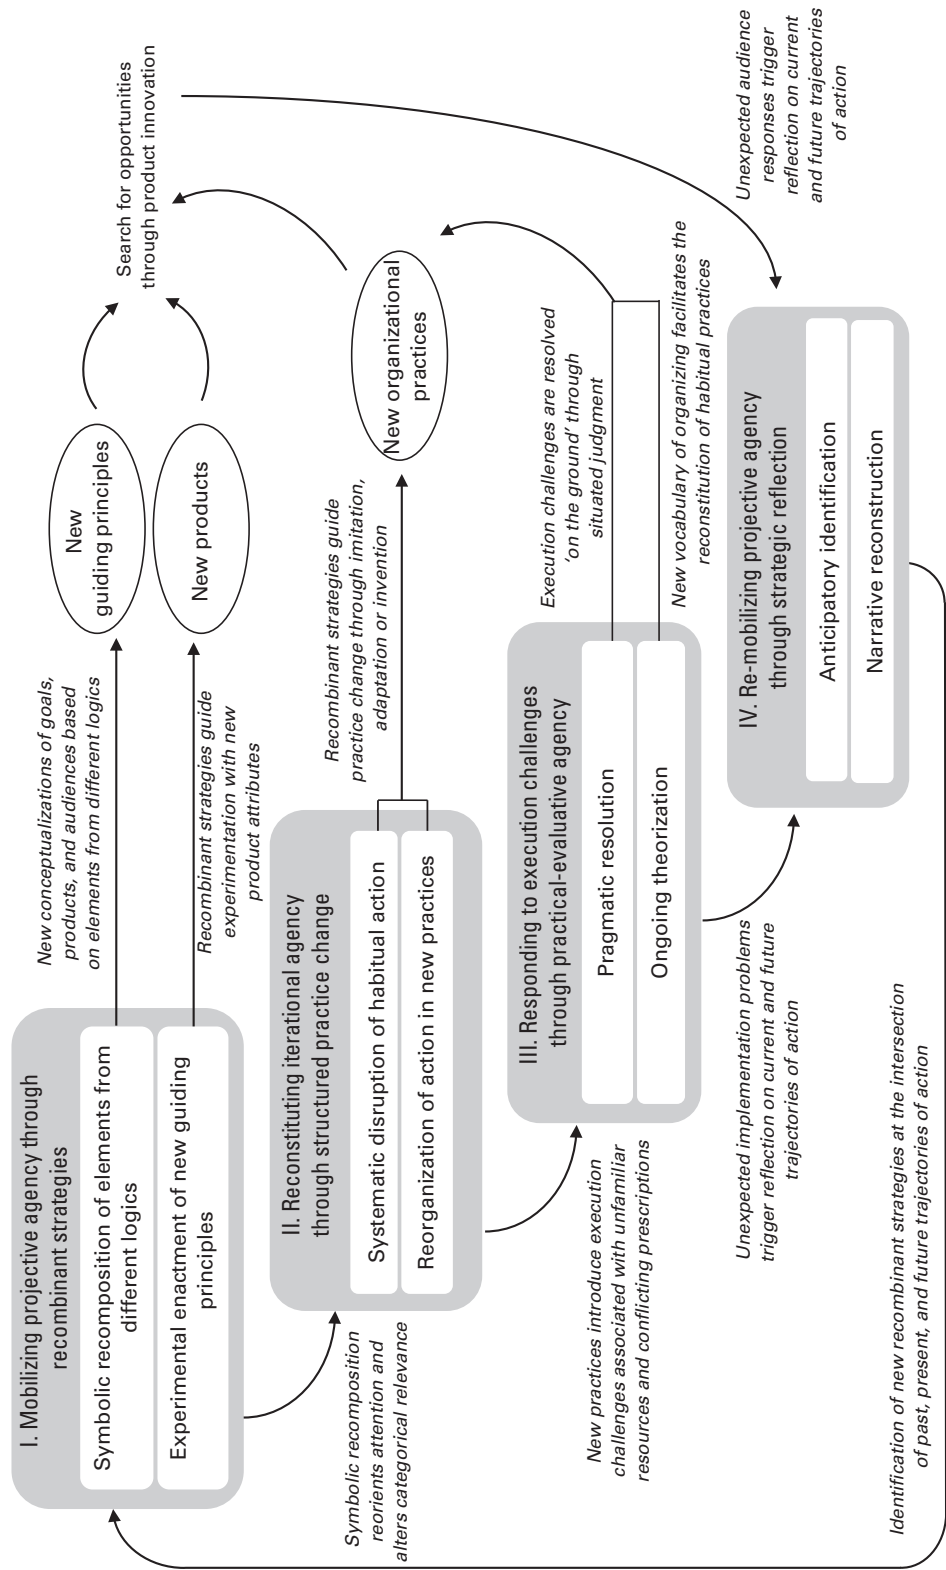 I. Mobilizing projective agency through
recombinant strategies
Symbolic recomposition of elements from
different logics
Experimental enactment of new guiding
principles
New conceptualizations of goals,
products, and audiences based
on elements from different logics
Recombinant strategies guide
experimentation with new
product attributes
New
guiding principles
New products
Search for opportunities
through product innovation
Symbolic recomposition
reorients attention and
alters categorical relevance
II. Reconstituting iterational agency
through structured practice change
Systematic disruption of habitual action
Reorganization of action in new practices
Recombinant strategies guide
practice change through imitation,
adaptation or invention
New organizational
practices
New practices introduce execution
challenges associated with unfamiliar
resources and conflicting prescriptions
III. Responding to execution challenges
through practical-evaluative agency
Pragmatic resolution
Ongoing theorization
Execution challenges are resolved
'on the ground' through
situated judgment
New vocabulary of organizing facilitates the
reconstitution of habitual practices
Unexpected implementation problems
trigger reflection on current and future
trajectories of action
IV. Re-mobilizing projective agency
through strategic reflection
Anticipatory identification
Narrative reconstruction
Unexpected audience
responses trigger
reflection on current
and future trajectories
of action
Identification of new recombinant strategies at the intersection
of past, present, and future trajectories of action